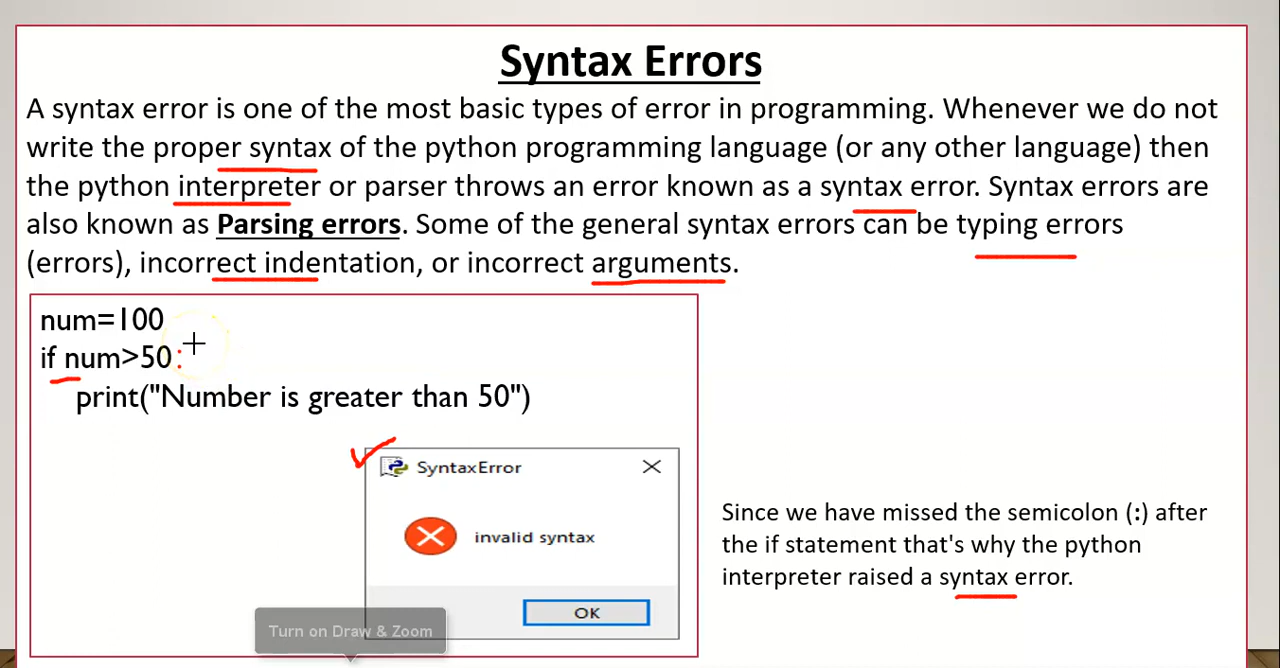 Syntax Errors
A syntax error is one of the most basic types of error in programming. Whenever we do not
write the proper syntax of the python programming language (or any other language) then
the python interpreter or parser throws an error known as a syntax error. Syntax errors are
also known as Parsing errors. Some of the general syntax errors can be typing errors
(errors), incorrect indentation, or incorrect arguments.
num=100
if num>50:
print("Number is greater than 50")
SyntaxError
invalid syntax
OK
Since we have missed the semicolon (:) after
the if statement that's why the python
interpreter raised a syntax error.
Turn on Draw & Zoom